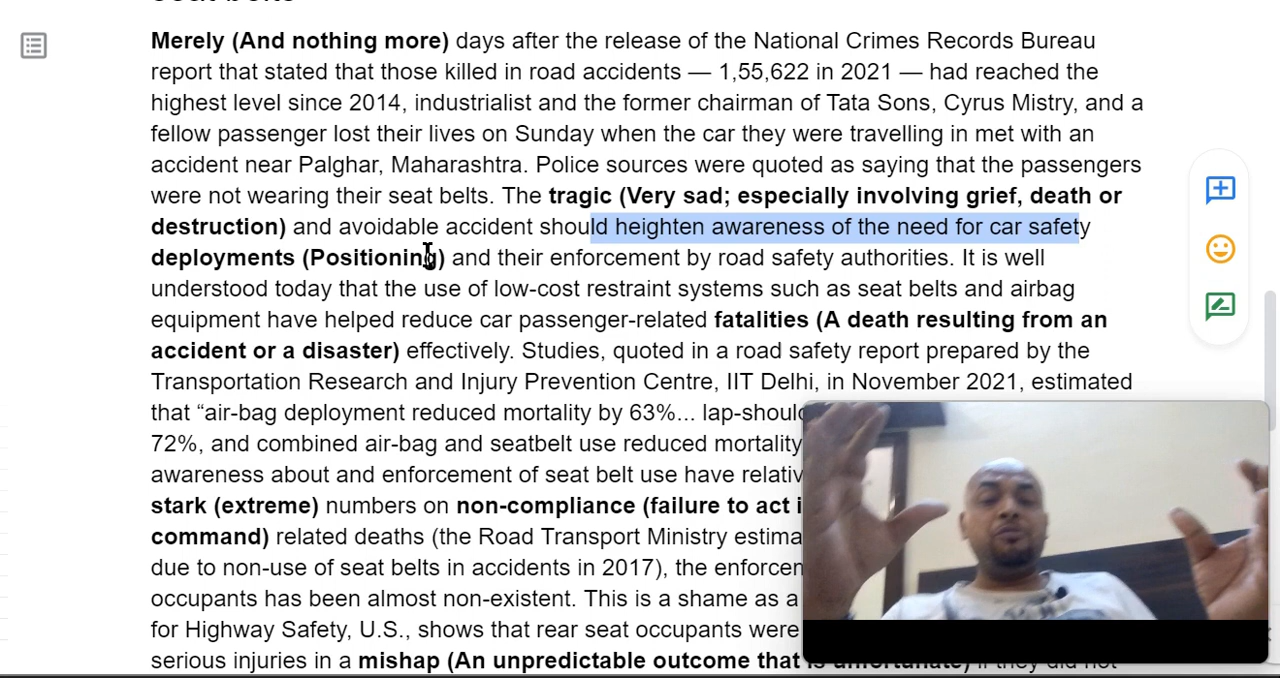 Merely (And nothing more) days after the release of the National Crimes Records Bureau
report that stated that those killed in road accidents — 1,55,622 in 2021 — had reached the
highest level since 2014, industrialist and the former chairman of Tata Sons, Cyrus Mistry, and a
fellow passenger lost their lives on Sunday when the car they were travelling in met with an
accident near Palghar, Maharashtra. Police sources were quoted as saying that the passengers
were not wearing their seat belts. The tragic (Very sad; especially involving grief, death or
destruction) and avoidable accident should heighten awareness of the need for car safety
deployments (Positioning) and their enforcement by road safety authorities. It is well
understood today that the use of low-cost restraint systems such as seat belts and airbag
equipment have helped reduce car passenger-related fatalities (A death resulting from an
accident or a disaster) effectively. Studies, quoted in a road safety report prepared by the
Transportation Research and Injury Prevention Centre, IIT Delhi, in November 2021, estimated
that “air-bag deployment reduced mortality by 63%... lap-should
72%, and combined air-bag and seatbelt use reduced mortality
awareness about and enforcement of seat belt use have relativ
stark (extreme) numbers on non-compliance (failure to act i
command) related deaths (the Road Transport Ministry estima
due to non-use of seat belts in accidents in 2017), the enforcen
occupants has been almost non-existent. This is a shame as a
for Highway Safety, U.S., shows that rear seat occupants were
serious injuries in a mishap (An unpredictable outcome that is unfortunate) if they did not